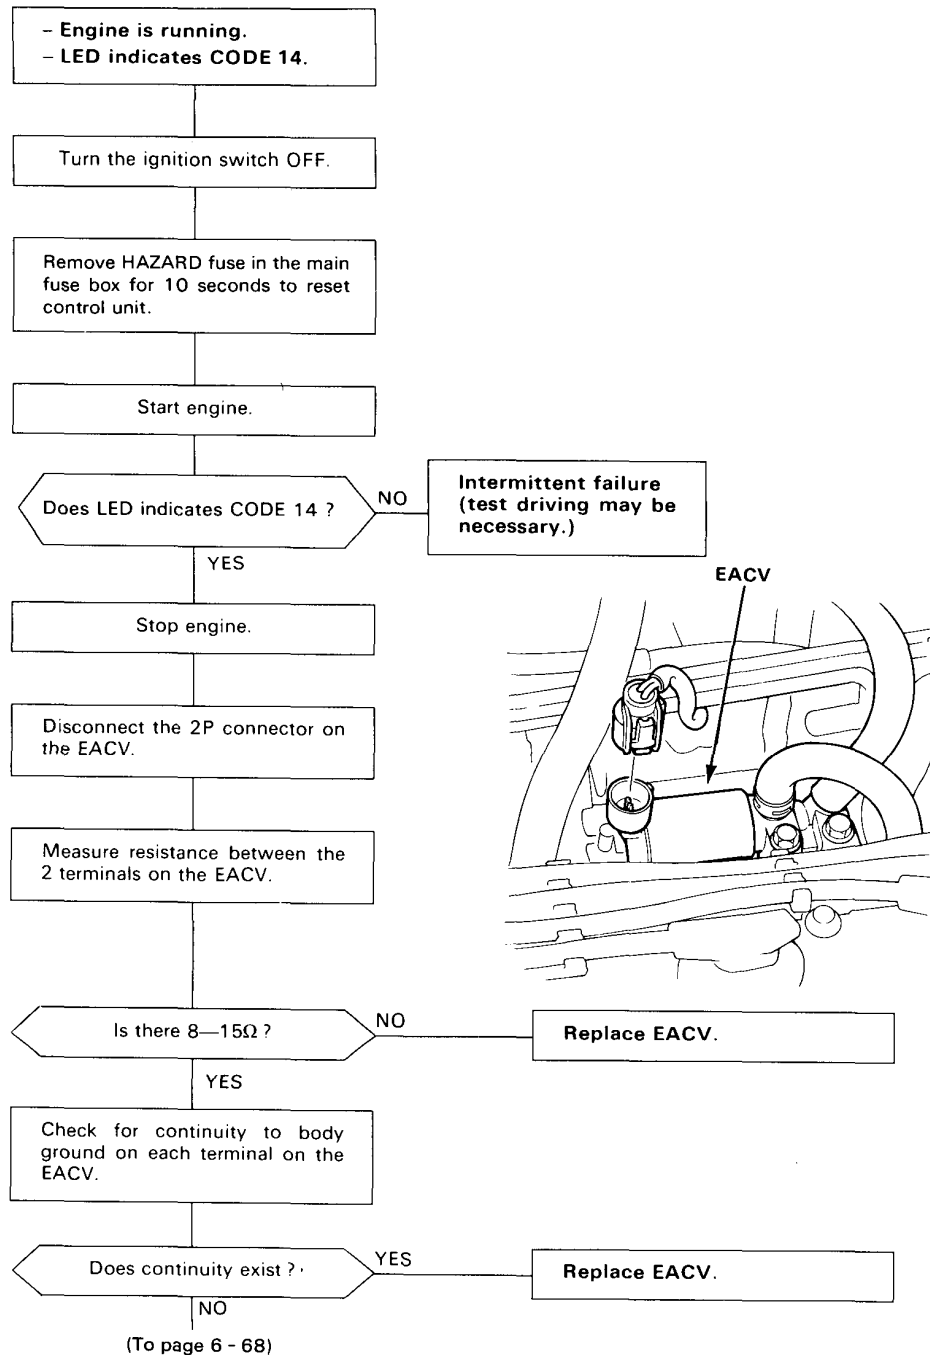 – Engine is running.
– LED indicates CODE 14.
Turn the ignition switch OFF.
Remove HAZARD fuse in the main
fuse box for 10 seconds to reset
control unit.
Start engine.
Does LED indicates CODE 14 ?
NO
Intermittent failure
(test driving may be
necessary.)
YES
EACV
Stop engine.
Disconnect the 2P connector on
the EACV.
Measure resistance between the
2 terminals on the EACV.
Is there 8—15Ω ?
NO
Replace EACV.
YES
Check for continuity to body
ground on each terminal on the
EACV.
Does continuity exist ?
YES
Replace EACV.
NO
(To page 6 - 68)